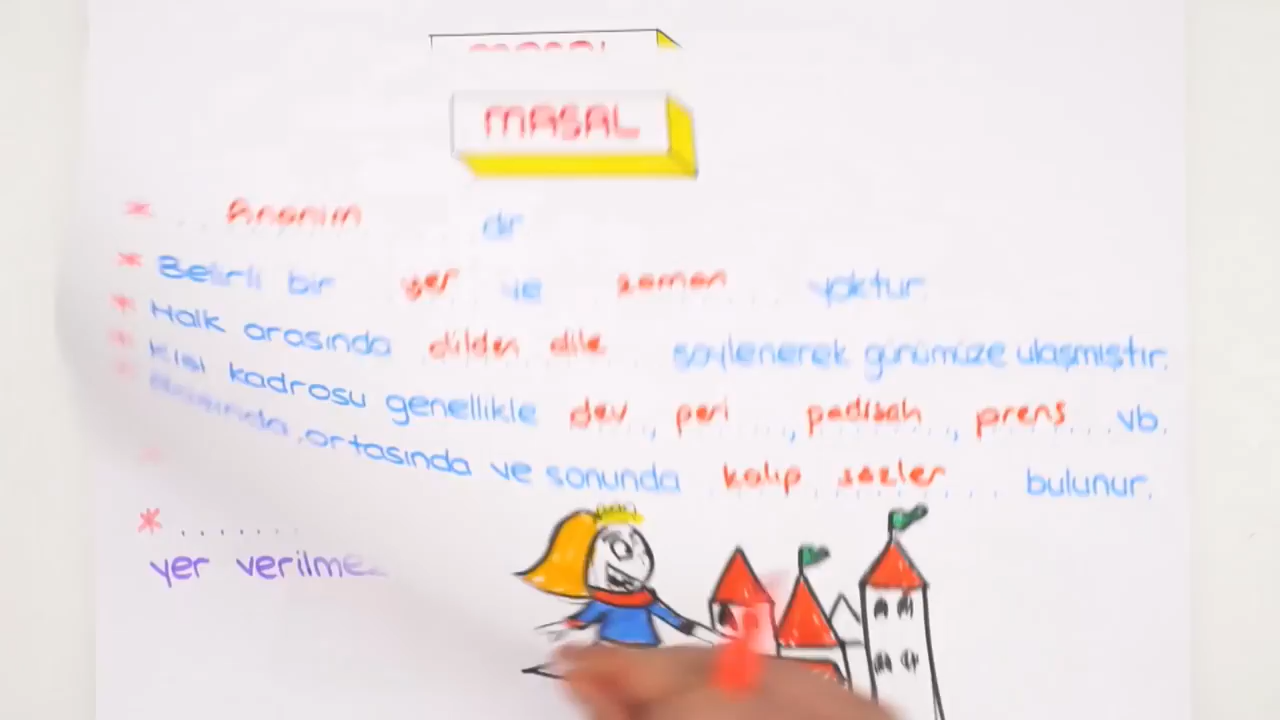 MASAL
* ... Anonim dir
* Belirli bir yer ve zaman yoktur.
* Halk arasında dilden dile söylenerek günümüze ulaşmıştır.
* Kişi kadrosu genellikle dev, peri ..., padişah, prens ... vb.
* ortasında ve sonunda kalıp sözler ... bulunur.
* .......
yer